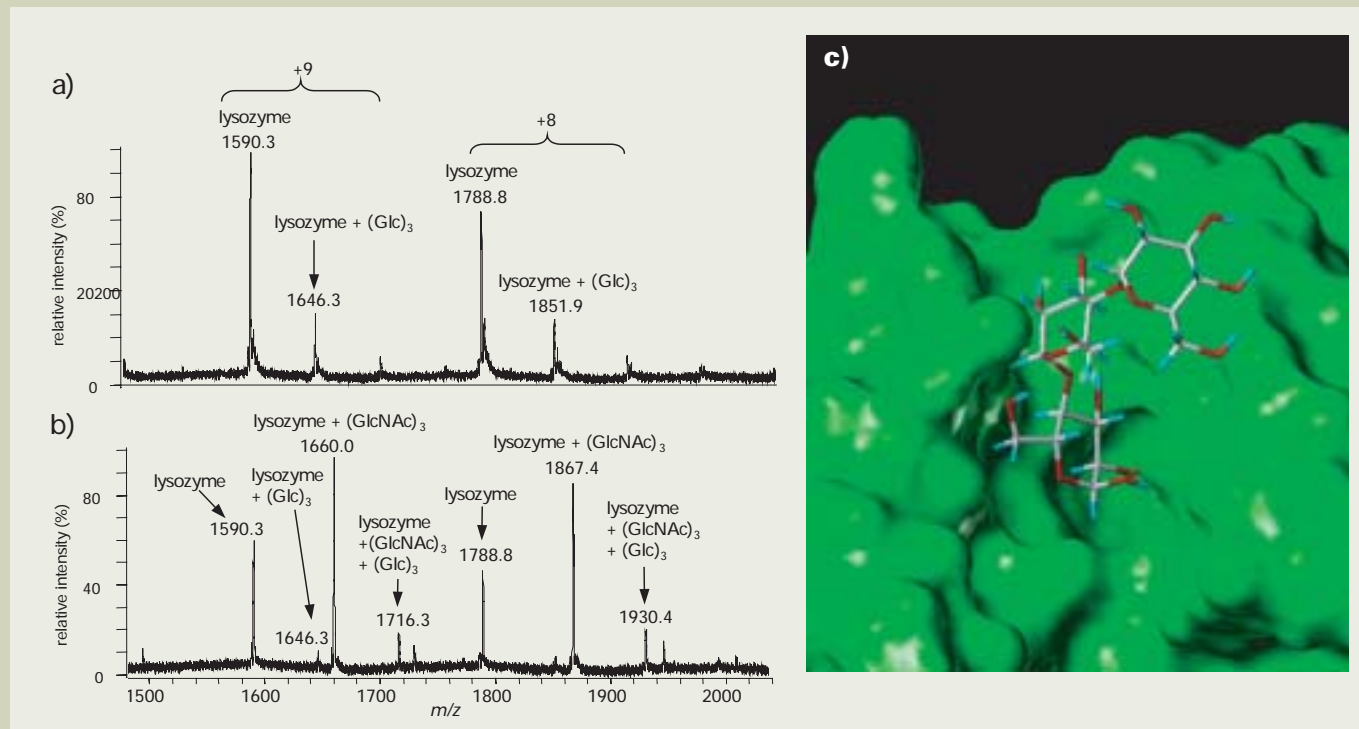 a)
+9
lysozyme
1590.3
+8
lysozyme
1788.8
lysozyme + (Glc)3
1646.3
lysozyme + (Glc)3
1851.9
relative intensity (%)
80
20200
0
b)
lysozyme + (GlcNAc)3
1660.0
lysozyme + (GlcNAc)3
1867.4
lysozyme
1590.3
lysozyme
+ (Glc)3
1646.3
lysozyme
+(GlcNAc)3
+ (Glc)3
1716.3
lysozyme
1788.8
lysozyme
+ (GlcNAc)3
+ (Glc)3
1930.4
relative intensity (%)
80
40
0
1500 1600 1700 1800 1900 2000
m/z
c)